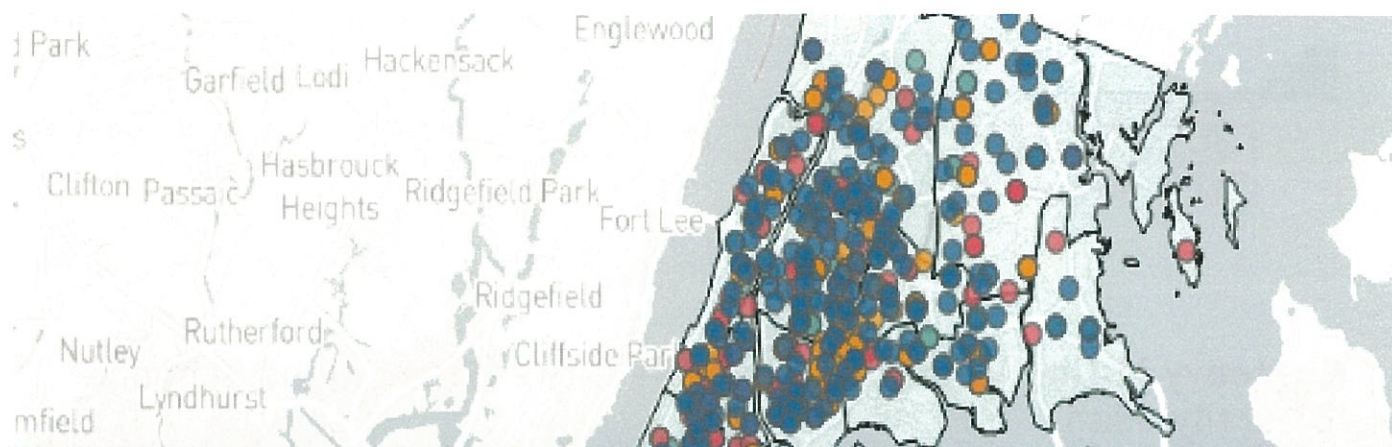 Englewood
d Park
Hackensack
Garfield Lodi
s
Hasbrouck
Heights
Clifton Passaic
Ridgefield Park
Fort Lee
Ridgefield
Rutherford
Nutley
Cliffside Park
Lyndhurst
mfield